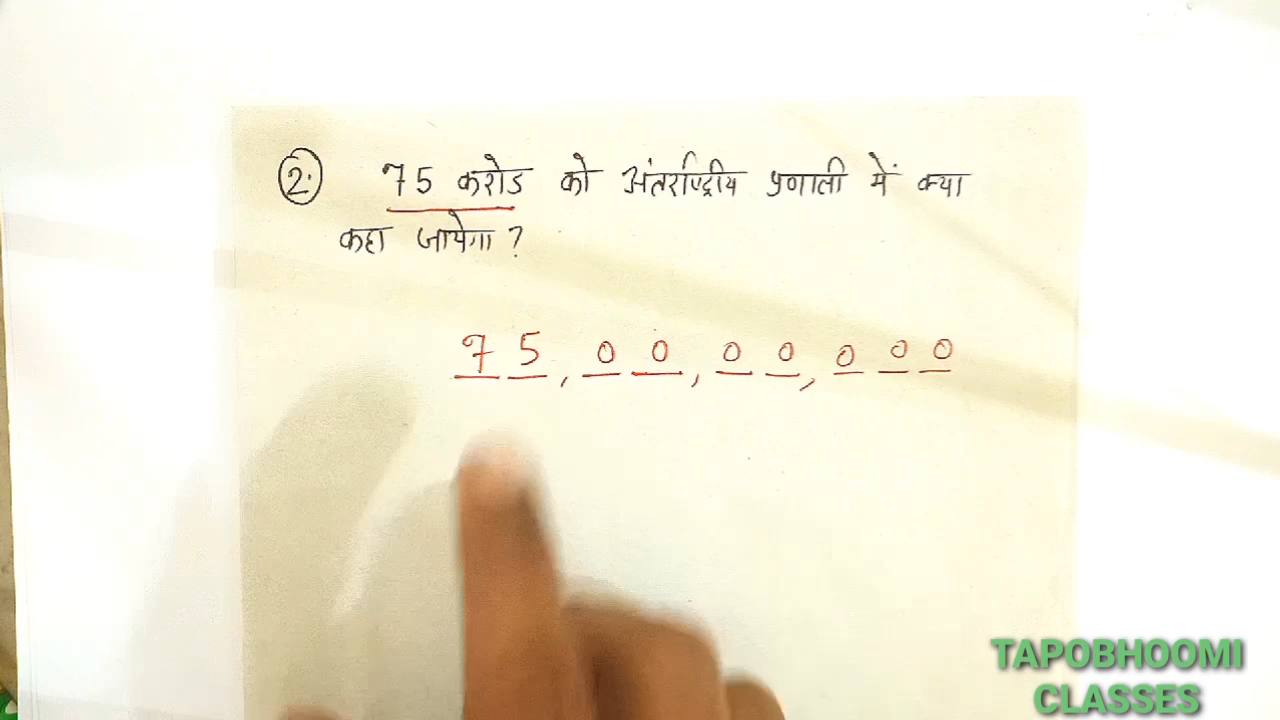 2. 75 करोड को अंतर्राष्ट्रीय प्रणाली में क्या
कहा जायेगा ?
75,00,00,000
TAPOBHOOMI
CLASSES